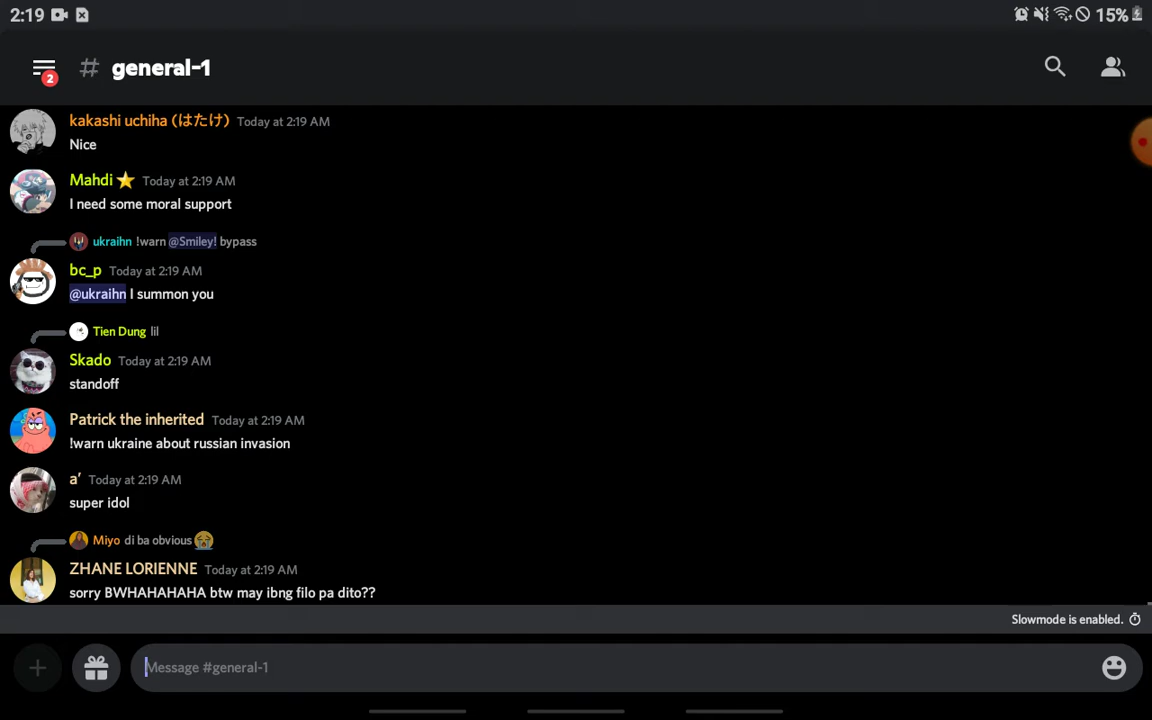 2:19 15%
2
# general-1
kakashi uchiha (はたけ) Today at 2:19 AM
Nice
Mahdi⭐ Today at 2:19 AM
I need some moral support
ukraihn !warn @Smiley! bypass
bc_p Today at 2:19 AM
@ukraihn I summon you
Tien Dung lil
Skado Today at 2:19 AM
standoff
Patrick the inherited Today at 2:19 AM
!warn ukraine about russian invasion
a' Today at 2:19 AM
super idol
Miyo di ba obvious😭
ZHANE LORIENNE Today at 2:19 AM
sorry BWHAHAHAHA btw may ibng filo pa dito??
Slowmode is enabled.
Message #general-1